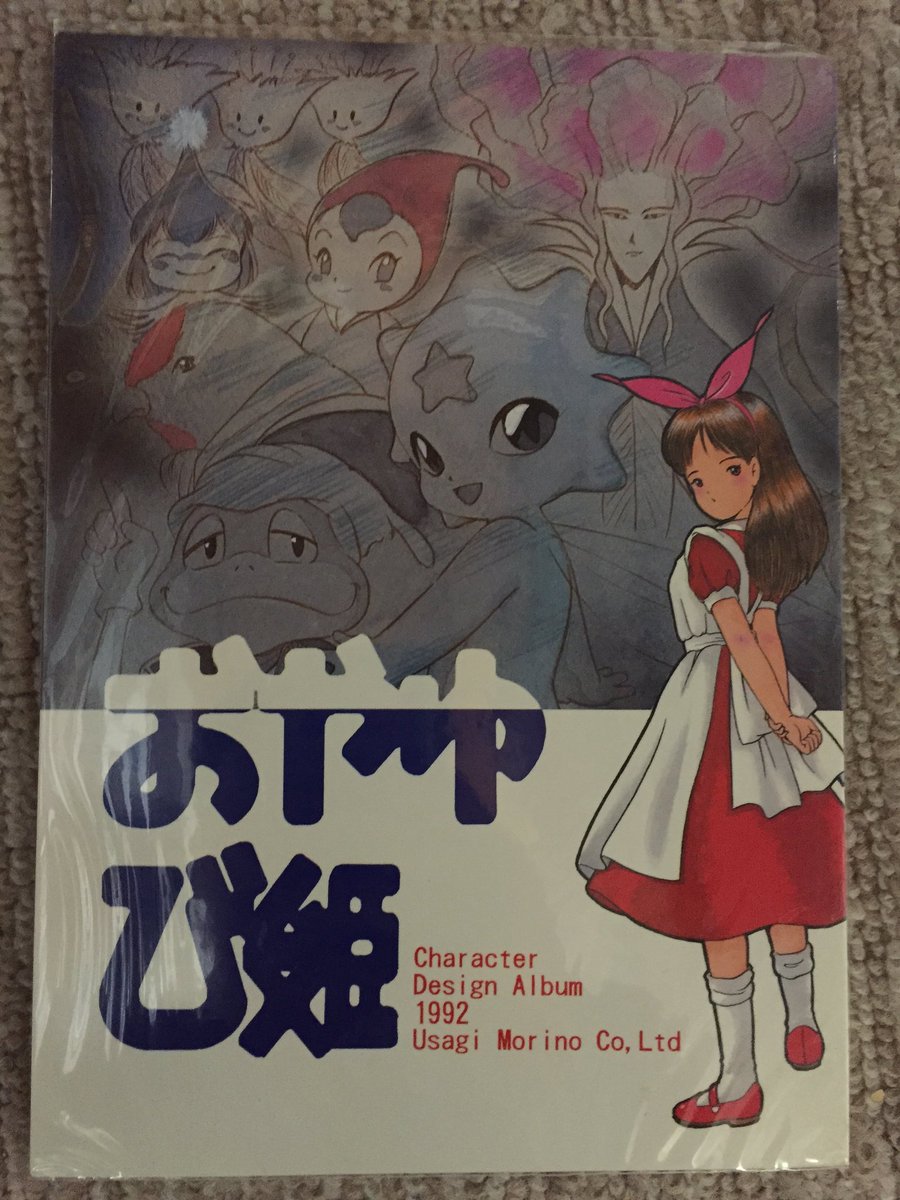 おやゆ
び姫
Character
Design Album
1992
Usagi Morino Co,Ltd